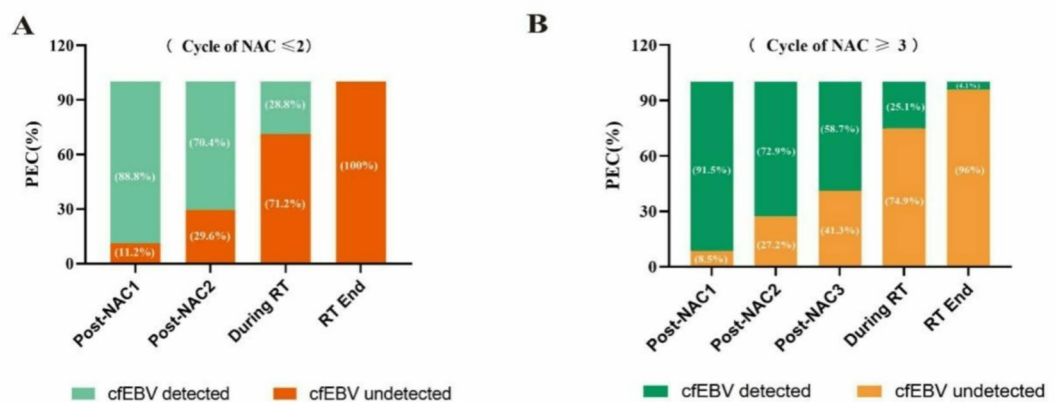 A
( Cycle of NAC ≤2)
PEC(%)
120
90
60
30
0
(88.8%)
(11.2%)
(70.4%)
(29.6%)
(28.8%)
(71.2%)
(100%)
Post-NAC1
Post-NAC2
During RT
RT End
cfEBV detected
cfEBV undetected
B
( Cycle of NAC ≥ 3 )
PEC(%)
120
90
60
30
0
(91.5%)
(8.5%)
(72.9%)
(27.2%)
(58.7%)
(41.3%)
(25.1%)
(74.9%)
(4.1%)
(96%)
Post-NAC1
Post-NAC2
Post-NAC3
During RT
RT End
cfEBV detected
cfEBV undetected